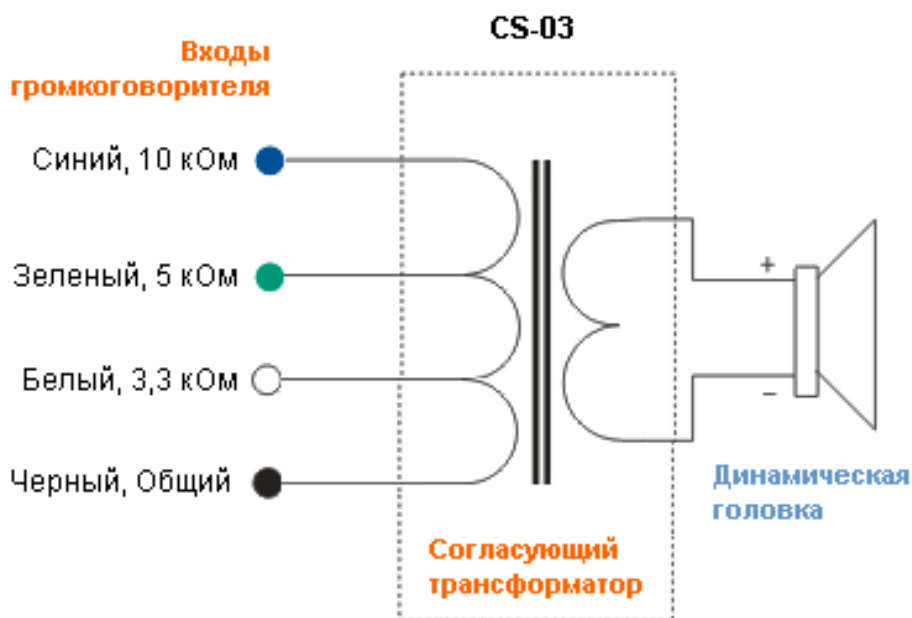 CS-03
Входы
громкоговорителя
Синий, 10 кОм
Зеленый, 5 кОм
Белый, 3,3 кОм
Черный, Общий
+
–
Динамическая
головка
Согласующий
трансформатор